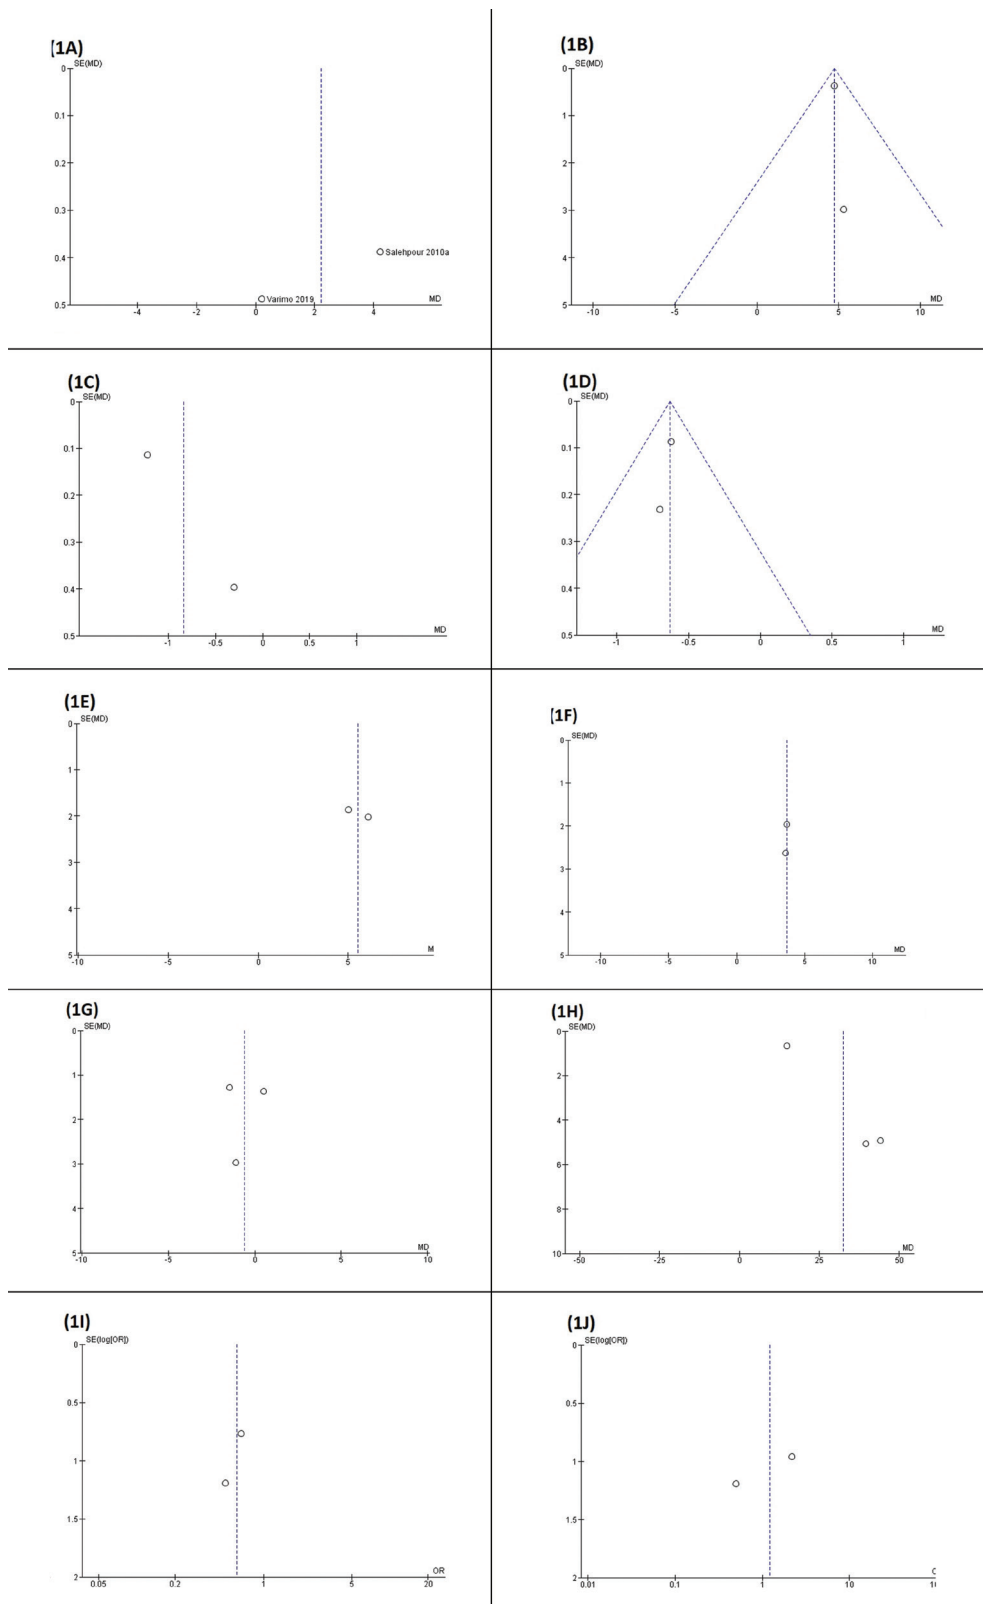 (1A)
SE(MD)
0
0.1
0.2
0.3
0.4
0.5
Salehpour 2010a
Varimo 2019
MD
-4 -2 0 2 4
(1B)
SE(MD)
0
1
2
3
4
5
MD
-10 -5 0 5 10
(1C)
SE(MD)
0
0.1
0.2
0.3
0.4
0.5
MD
-1 -0.5 0 0.5 1
(1D)
SE(MD)
0
0.1
0.2
0.3
0.4
0.5
MD
-1 -0.5 0 0.5 1
(1E)
SE(MD)
0
1
2
3
4
5
M
-10 -5 0 5
(1F)
SE(MD)
0
1
2
3
4
5
MD
-10 -5 0 5 10
(1G)
SE(MD)
0
1
2
3
4
5
MD
-10 -5 0 5 10
(1H)
SE(MD)
0
2
4
6
8
10
MD
-50 -25 0 25 50
(1I)
SE(log[OR])
0
0.5
1
1.5
2
OR
0.05 0.2 1 5 20
(1J)
SE(log[OR])
0
0.5
1
1.5
2
0.01 0.1 1 10